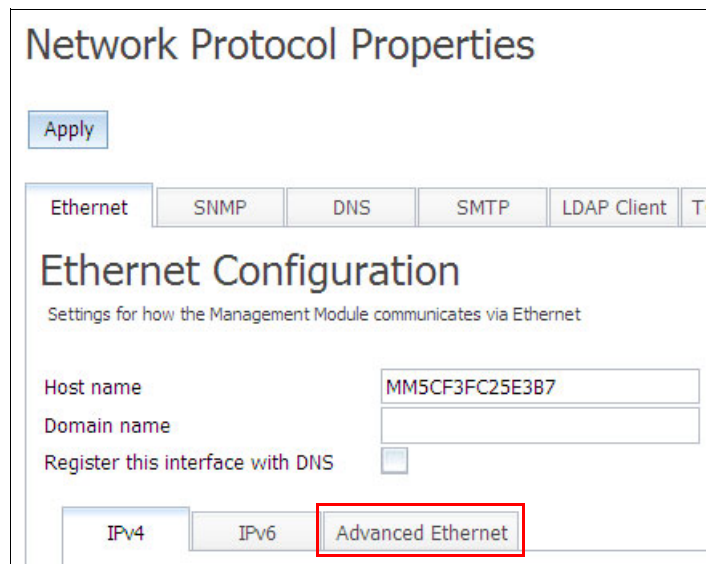 Network Protocol Properties
Apply
Ethernet SNMP DNS SMTP LDAP Client T
Ethernet Configuration
Settings for how the Management Module communicates via Ethernet
Host name MM5CF3FC25E3B7
Domain name
Register this interface with DNS
IPv4 IPv6 Advanced Ethernet